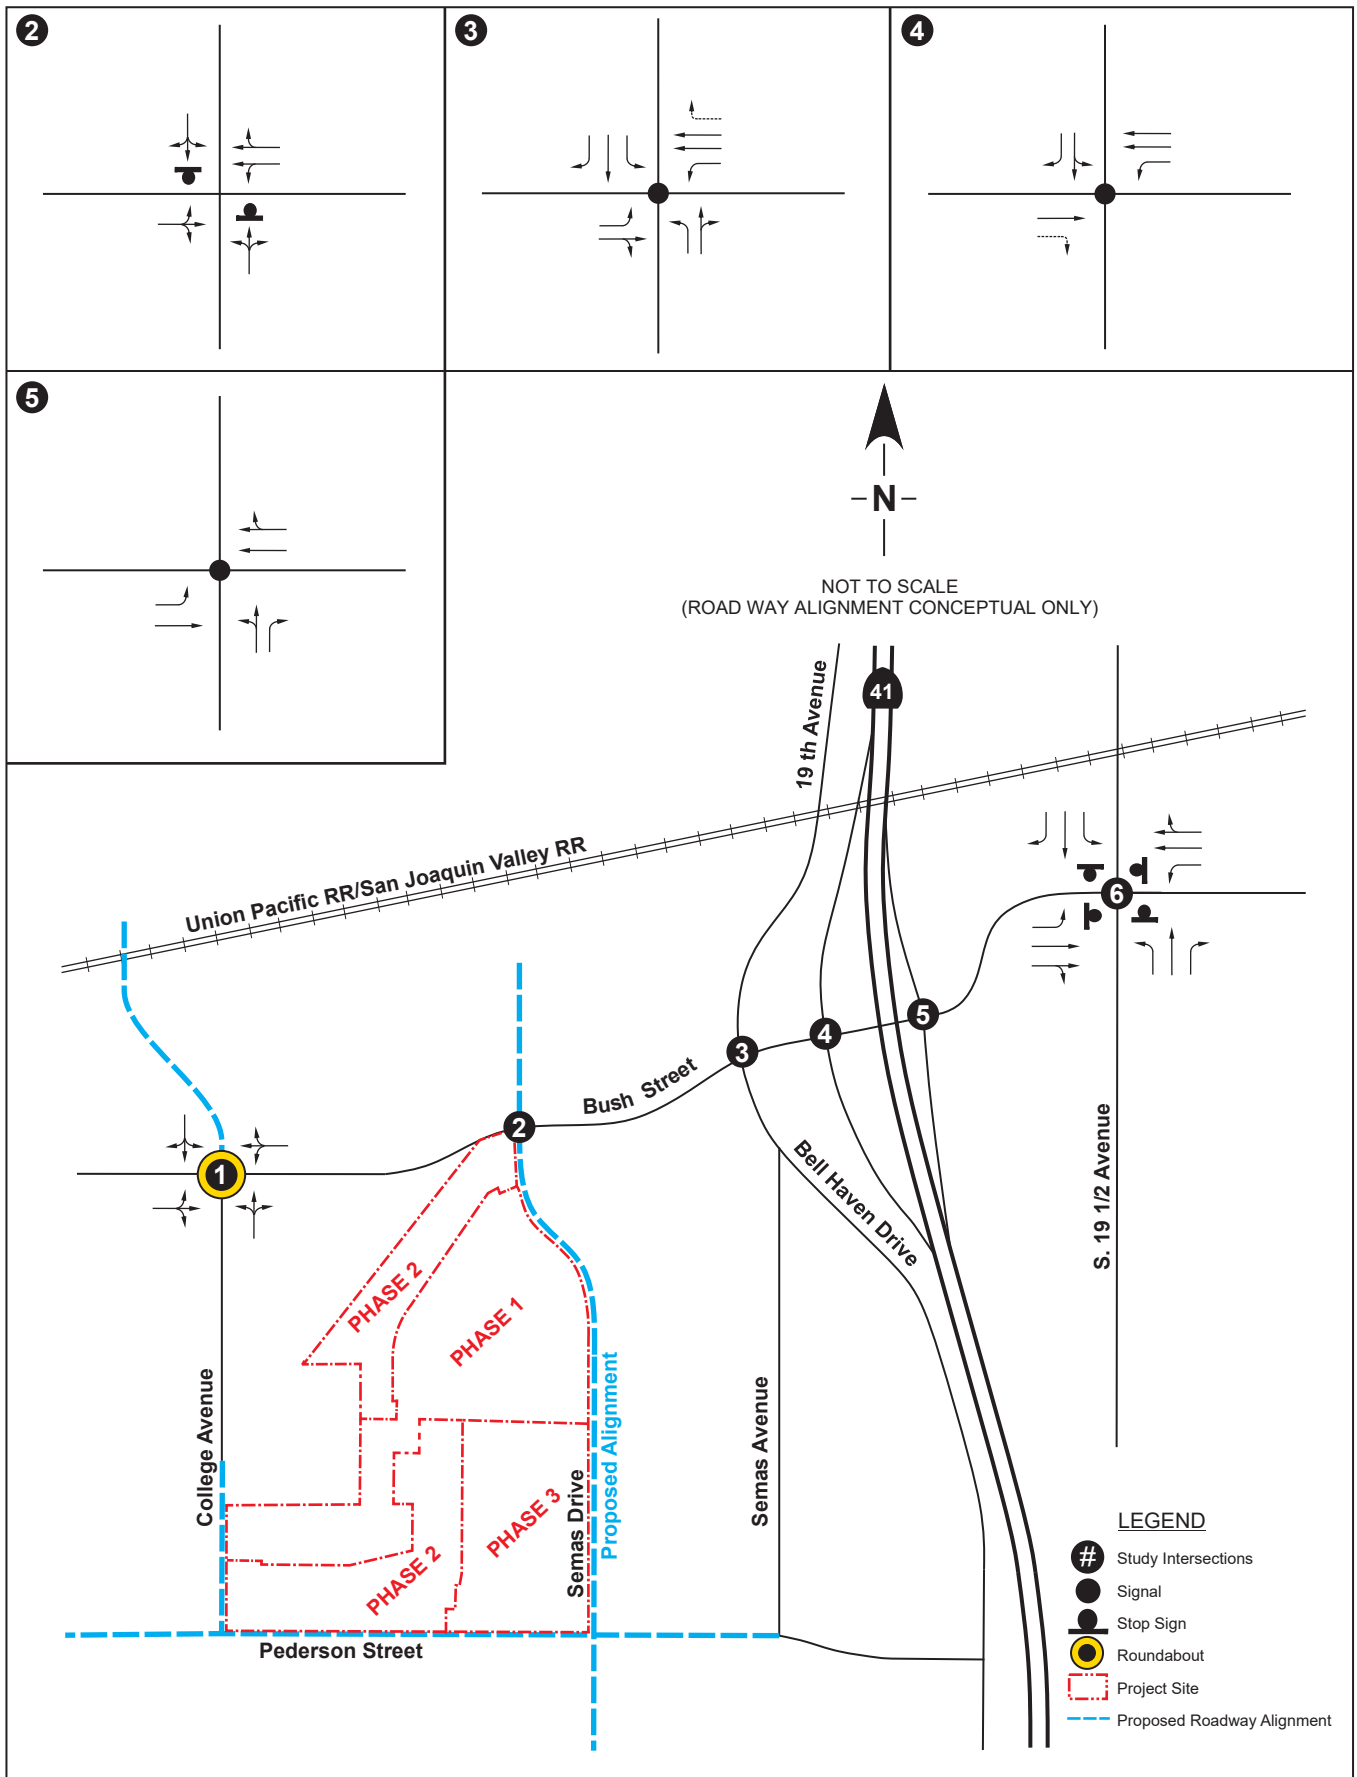 2
3
4
5
N
NOT TO SCALE
(ROAD WAY ALIGNMENT CONCEPTUAL ONLY)
19 th Avenue
41
Union Pacific RR/San Joaquin Valley RR
6
5
4
3
Bush Street
2
1
Bell Haven Drive
S. 19 1/2 Avenue
PHASE 2
PHASE 1
College Avenue
Proposed Alignment
Semas Avenue
Semas Drive
PHASE 3
PHASE 2
Pederson Street
LEGEND
# Study Intersections
Signal
Stop Sign
Roundabout
Project Site
Proposed Roadway Alignment